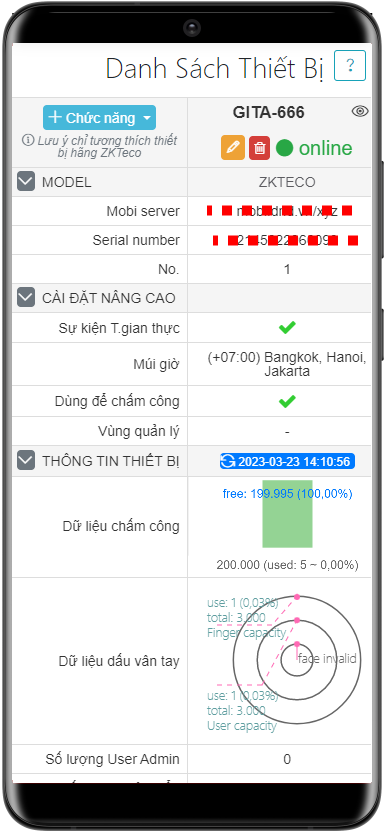 Danh Sách Thiết Bị ?
Chức năng
Lưu ý chỉ tương thích thiết
bị hãng ZKTeco
GITA-666
online
MODEL ZKTECO
Mobi server
Serial number
No. 1
CÀI ĐẶT NÂNG CAO
Sự kiện T.gian thực
Múi giờ
(+07:00) Bangkok, Hanoi,
Jakarta
Dùng để chấm công
Vùng quản lý -
THÔNG TIN THIẾT BỊ 2023-03-23 14:10:56
free: 199.995 (100,00%)
Dữ liệu chấm công
200.000 (used: 5 ~ 0,00%)
use: 1 (0,03%)
total: 3.000
Finger capacity
face invalid
Dữ liệu dấu vân tay
use: 1 (0,03%)
total: 3.000
User capacity
Số lượng User Admin 0